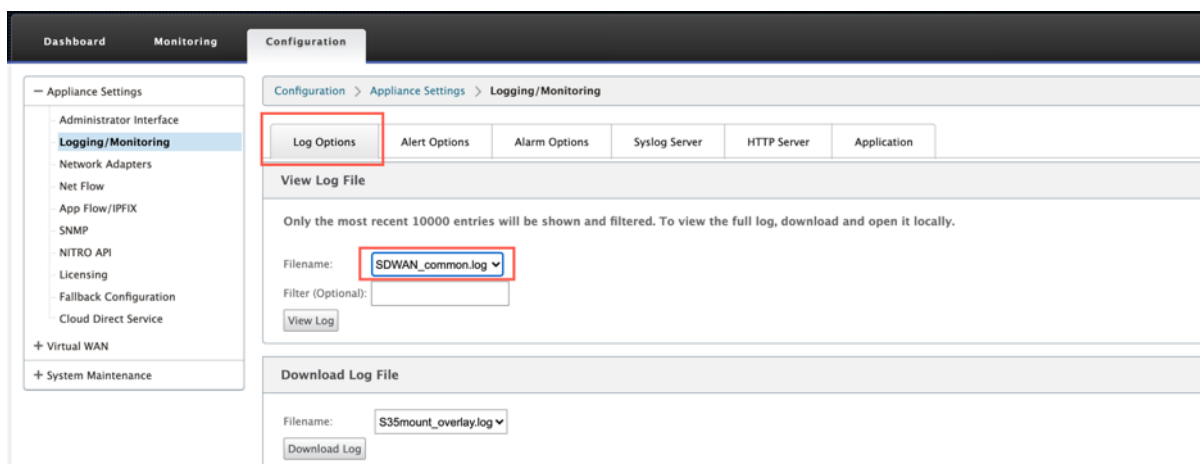 Dashboard Monitoring Configuration
— Appliance Settings
Administrator Interface
Logging/Monitoring
Network Adapters
Net Flow
App Flow/IPFIX
SNMP
NITRO API
Licensing
Fallback Configuration
Cloud Direct Service
+ Virtual WAN
+ System Maintenance
Configuration > Appliance Settings > Logging/Monitoring
Log Options Alert Options Alarm Options Syslog Server HTTP Server Application
View Log File
Only the most recent 10000 entries will be shown and filtered. To view the full log, download and open it locally.
Filename: SDWAN_common.log
Filter (Optional):
View Log
Download Log File
Filename: S35mount_overlay.log
Download Log